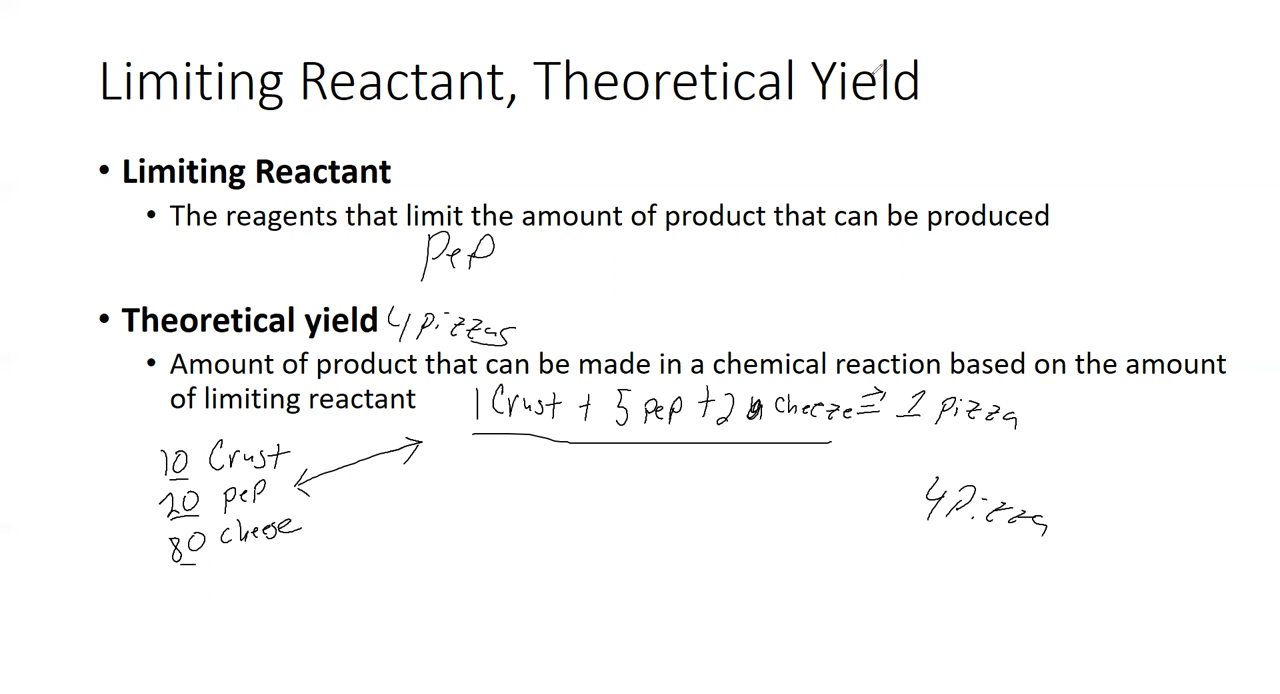 Limiting Reactant, Theoretical Yield
• Limiting Reactant
• The reagents that limit the amount of product that can be produced
pep
• Theoretical yield 4 pizzas
• Amount of product that can be made in a chemical reaction based on the amount
of limiting reactant
1 Crust + 5 pep + 2 cheeze ⇒ 1 pizza
10 Crust
20 pep
80 cheese
4 Pizza